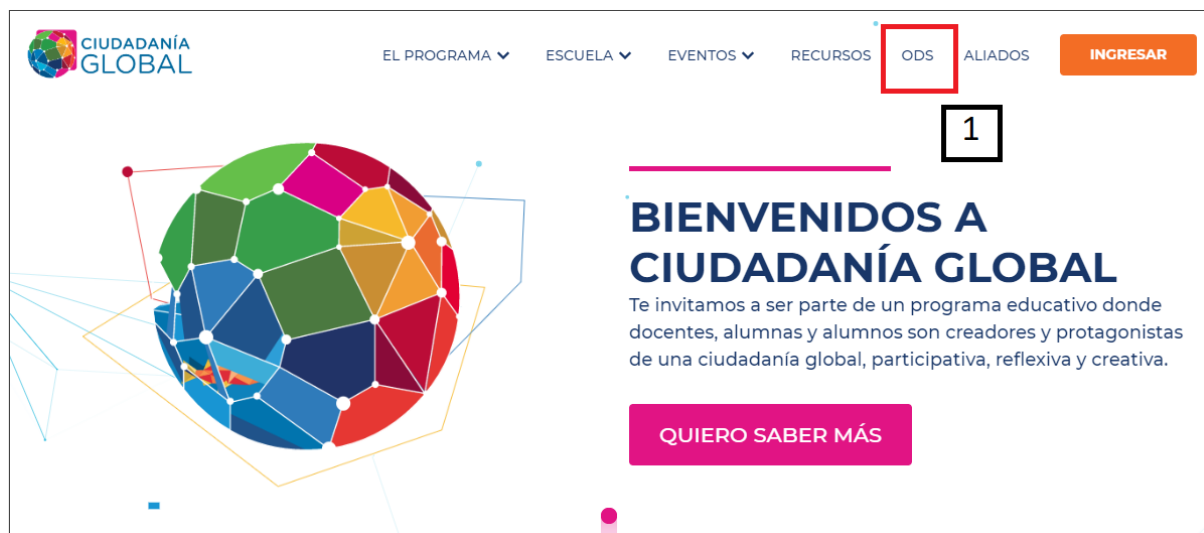 CIUDADANÍA
GLOBAL
EL PROGRAMA
ESCUELA
EVENTOS
RECURSOS
ODS
ALIADOS
INGRESAR
1
BIENVENIDOS A
CIUDADANÍA GLOBAL
Te invitamos a ser parte de un programa educativo donde
docentes, alumnas y alumnos son creadores y protagonistas
de una ciudadanía global, participativa, reflexiva y creativa.
QUIERO SABER MÁS